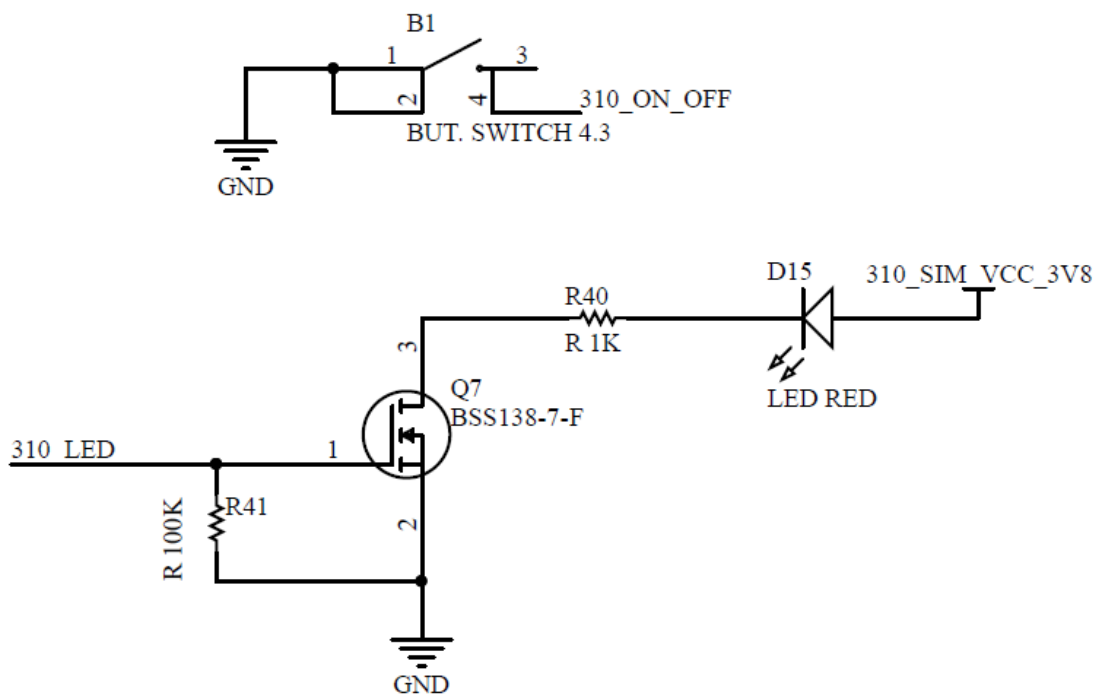 B1
1
3
2
4
310_ON_OFF
BUT. SWITCH 4.3
GND
D15
310_SIM_VCC_3V8
R40
R 1K
3
Q7
BSS138-7-F
LED RED
310_LED
1
R41
R 100K
2
GND